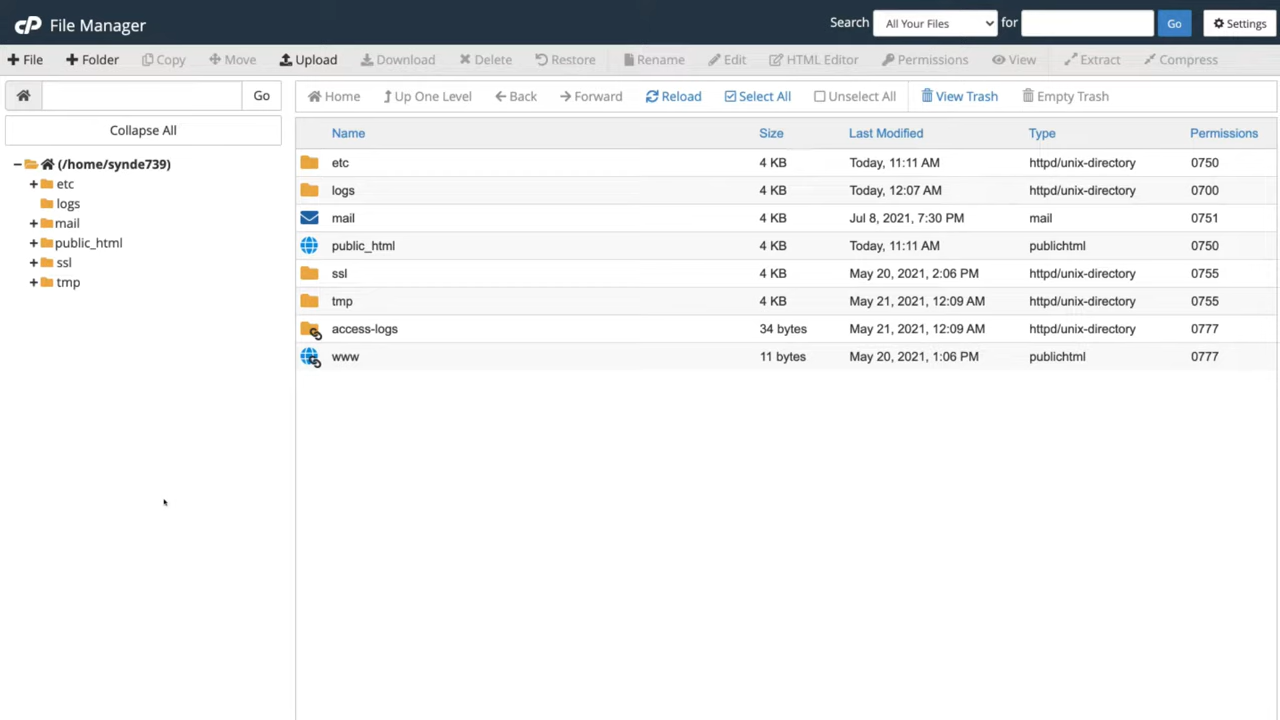 cP File Manager Search All Your Files for Go Settings
+ File + Folder Copy Move Upload Download Delete Restore Rename Edit HTML Editor Permissions View Extract Compress
Go Home Up One Level Back Forward Reload Select All Unselect All View Trash Empty Trash
Collapse All
Name Size Last Modified Type Permissions
(/home/synde739)
etc
logs
mail
public_html
ssl
tmp
etc 4 KB Today, 11:11 AM httpd/unix-directory 0750
logs 4 KB Today, 12:07 AM httpd/unix-directory 0700
mail 4 KB Jul 8, 2021, 7:30 PM mail 0751
public_html 4 KB Today, 11:11 AM publichtml 0750
ssl 4 KB May 20, 2021, 2:06 PM httpd/unix-directory 0755
tmp 4 KB May 21, 2021, 12:09 AM httpd/unix-directory 0755
access-logs 34 bytes May 21, 2021, 12:09 AM httpd/unix-directory 0777
www 11 bytes May 20, 2021, 1:06 PM publichtml 0777